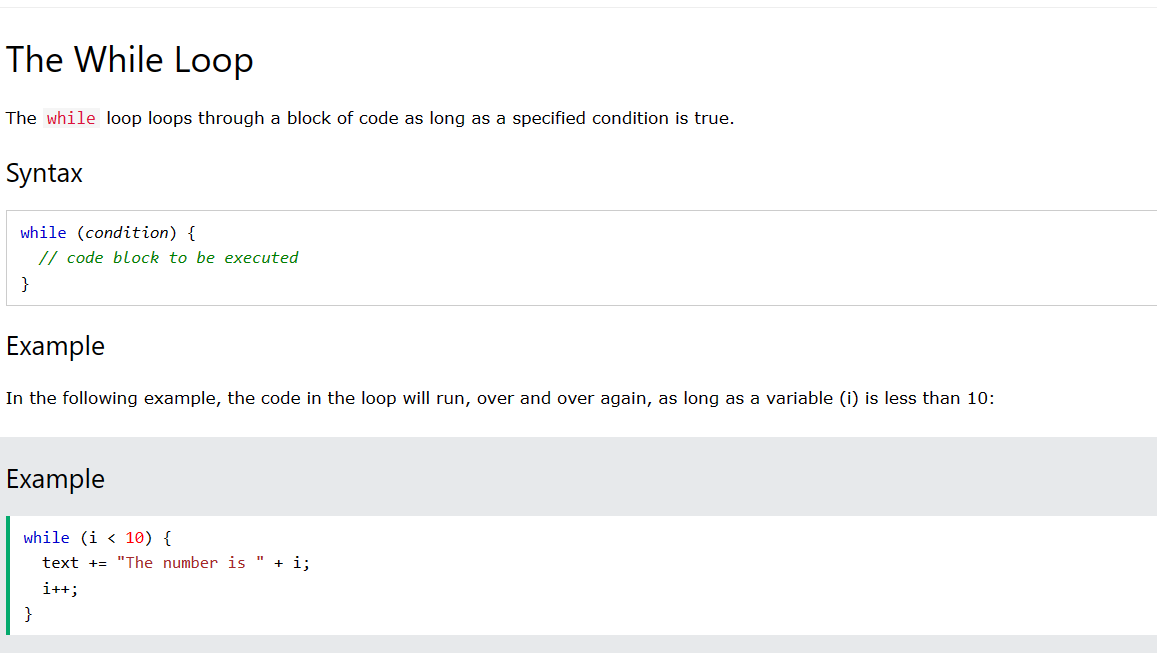 The While Loop
The while loop loops through a block of code as long as a specified condition is true.
Syntax
while (condition) {
  // code block to be executed
}
Example
In the following example, the code in the loop will run, over and over again, as long as a variable (i) is less than 10:
Example
while (i < 10) {
  text += "The number is " + i;
  i++;
}